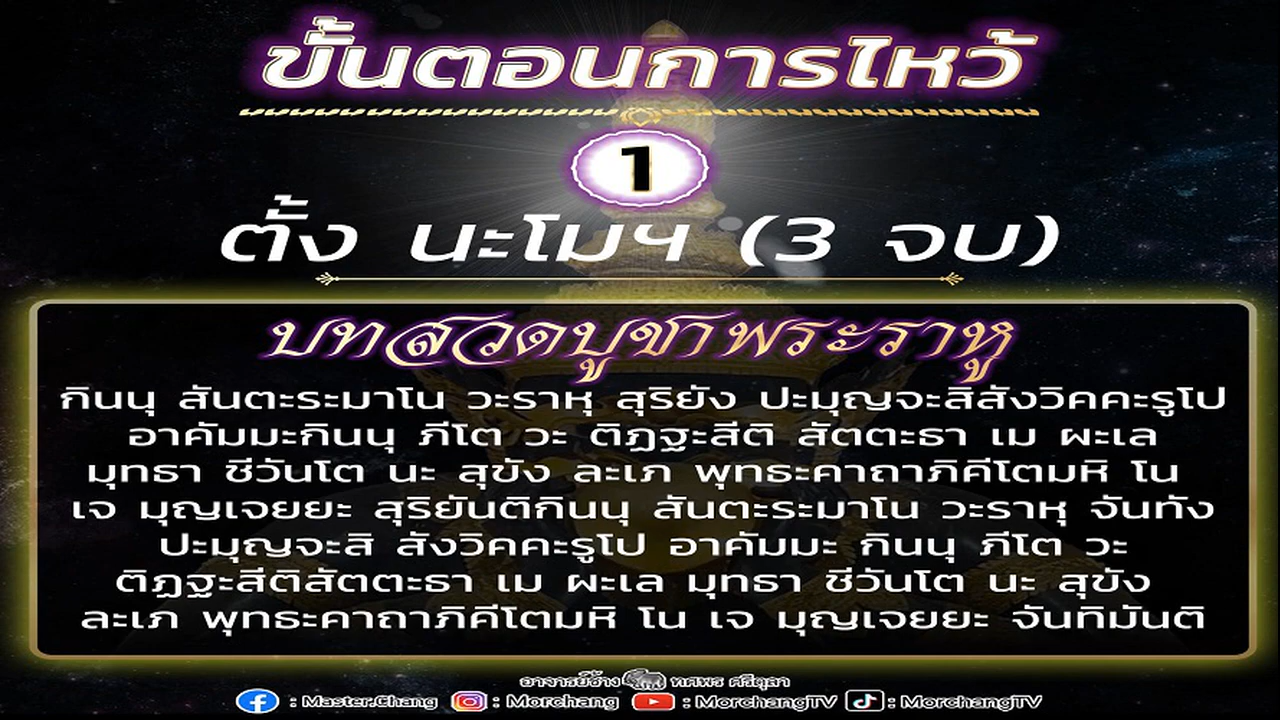 ขั้นตอนการไหว้
1
ตั้ง นะโมฯ (3 จบ)
บทสวดบูชาพระราหู
กินนุ สันตะระมาโน วะราหุ สุริยัง ปะมุญจะสิสังวิคคะรูโป
อาคัมมะกินนุ ภีโต วะ ติฏฐะสีติ สัตตะธา เม ผะเล
มุทธา ชีวันโต นะ สุขัง ละเภ พุทธะคาถาภิคีโตมหิ โน
เจ มุญเจยยะ สุริยันติกินนุ สันตะระมาโน วะราหุ จันทัง
ปะมุญจะสิ สังวิคคะรูโป อาคัมมะ กินนุ ภีโต วะ
ติฏฐะสีติสัตตะธา เม ผะเล มุทธา ชีวันโต นะ สุขัง
ละเภ พุทธะคาถาภิคีโตมหิ โน เจ มุญเจยยะ จันทิมันติ
อาจารย์ช้าง ทศพร ศรีตุลา
: Master.Chang : Morchang : MorchangTV : MorchangTV